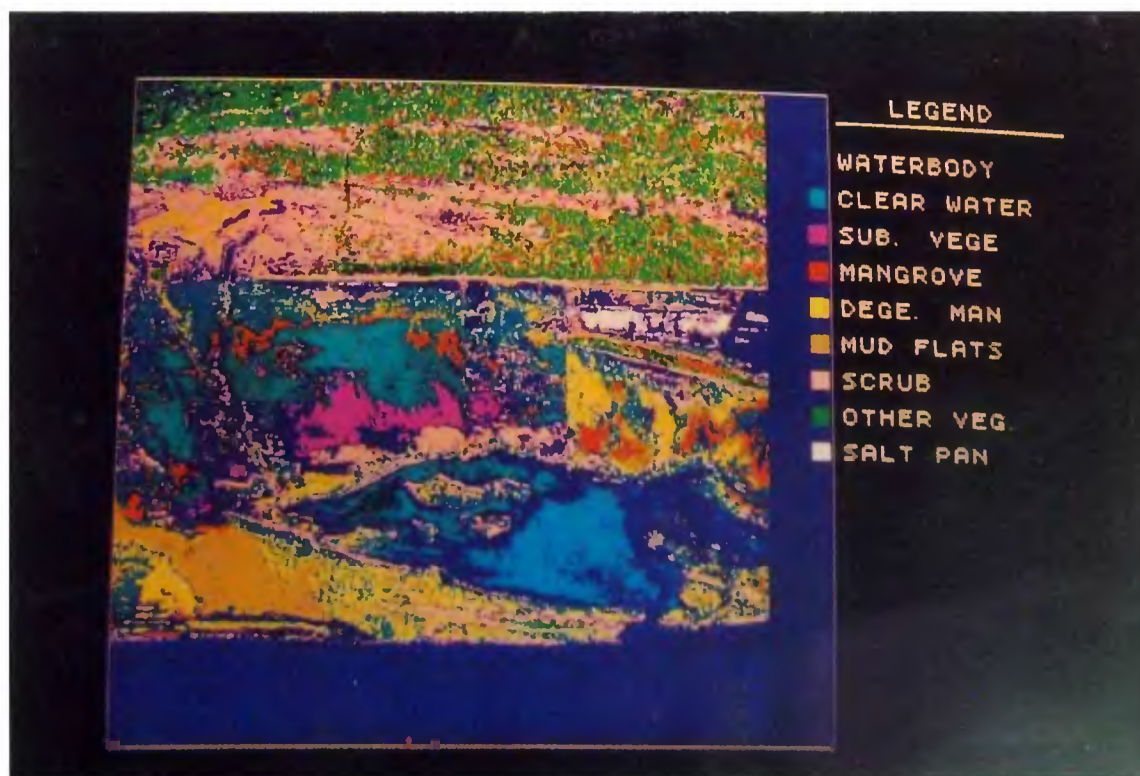 LEGEND
WATERBODY
CLEAR WATER
SUB. VEGE
MANGROVE
DEGE. MAN
MUD FLATS
SCRUB
OTHER VEG.
SALT PAN